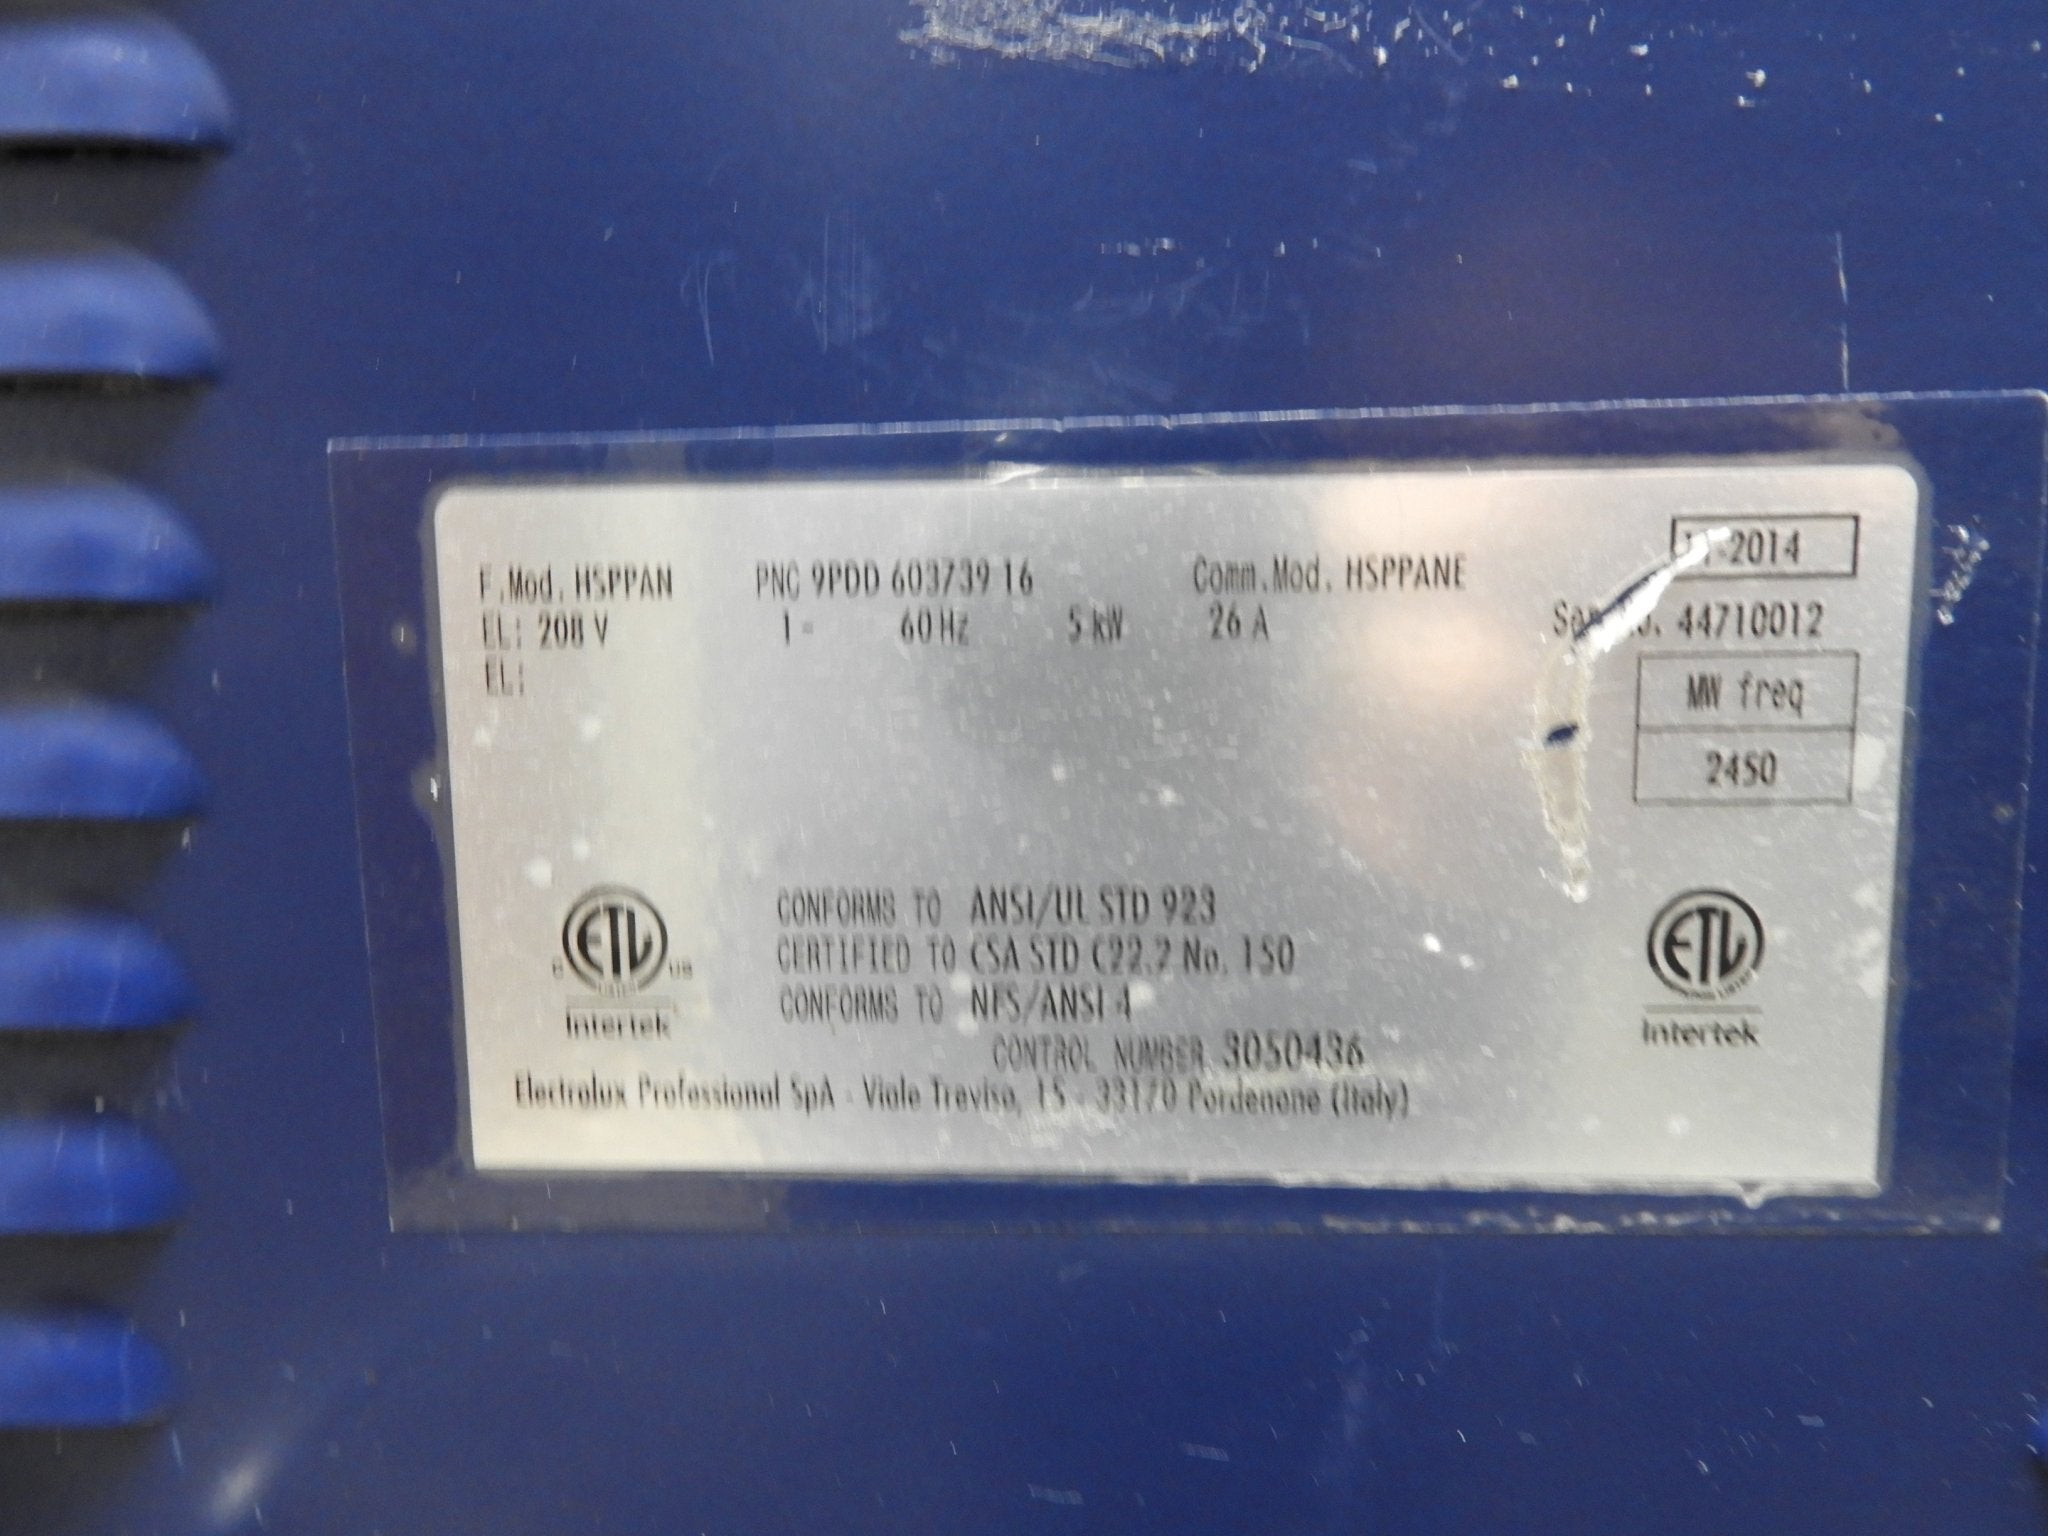 F.Mod. HSPPAN PNC 9PDD 603739 16 Comm.Mod. HSPPANE -2014
EL: 208 V 1~ 60 Hz 5 kW 26 A 44710012
EL:
MW freq
2450
ETL
C US
LISTED
Intertek
CONFORMS TO ANSI/UL STD 923
CERTIFIED TO CSA STD C22.2 No. 150
CONFORMS TO NFS/ANSI 4
CONTROL NUMBER 3050436
Electrolux Professional SpA - Viale Treviso, 15 - 33170 Pordenone (Italy)
ETL
Intertek